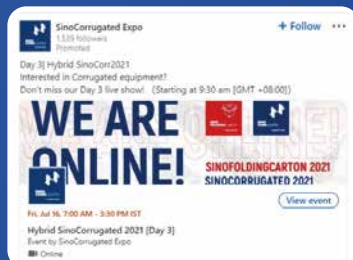 SinoCorrugated Expo
+ Follow
1,539 followers
Promoted
Day 3| Hybrid SinoCorr2021
Interested in Corrugated equipment?
Don't miss our Day 3 live show! (Starting at 9:30 am [GMT +08:00])
WE ARE
ONLINE!
SINOFOLDINGCARTON 2021
SINOCORRUGATED 2021
Fri, Jul 16, 7:00 AM - 3:30 PM IST
View event
Hybrid SinoCorrugated 2021 [Day 3]
Event by SinoCorrugated Expo
Online